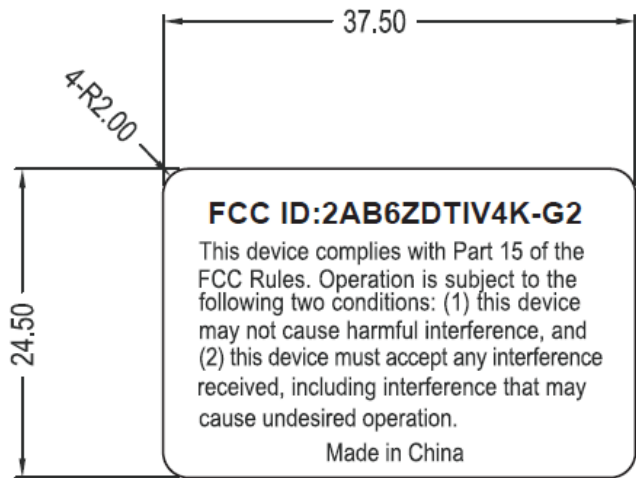 37.50
4-R2.00
24.50
FCC ID:2AB6ZDTIV4K-G2
This device complies with Part 15 of the
FCC Rules. Operation is subject to the
following two conditions: (1) this device
may not cause harmful interference, and
(2) this device must accept any interference
received, including interference that may
cause undesired operation.
Made in China